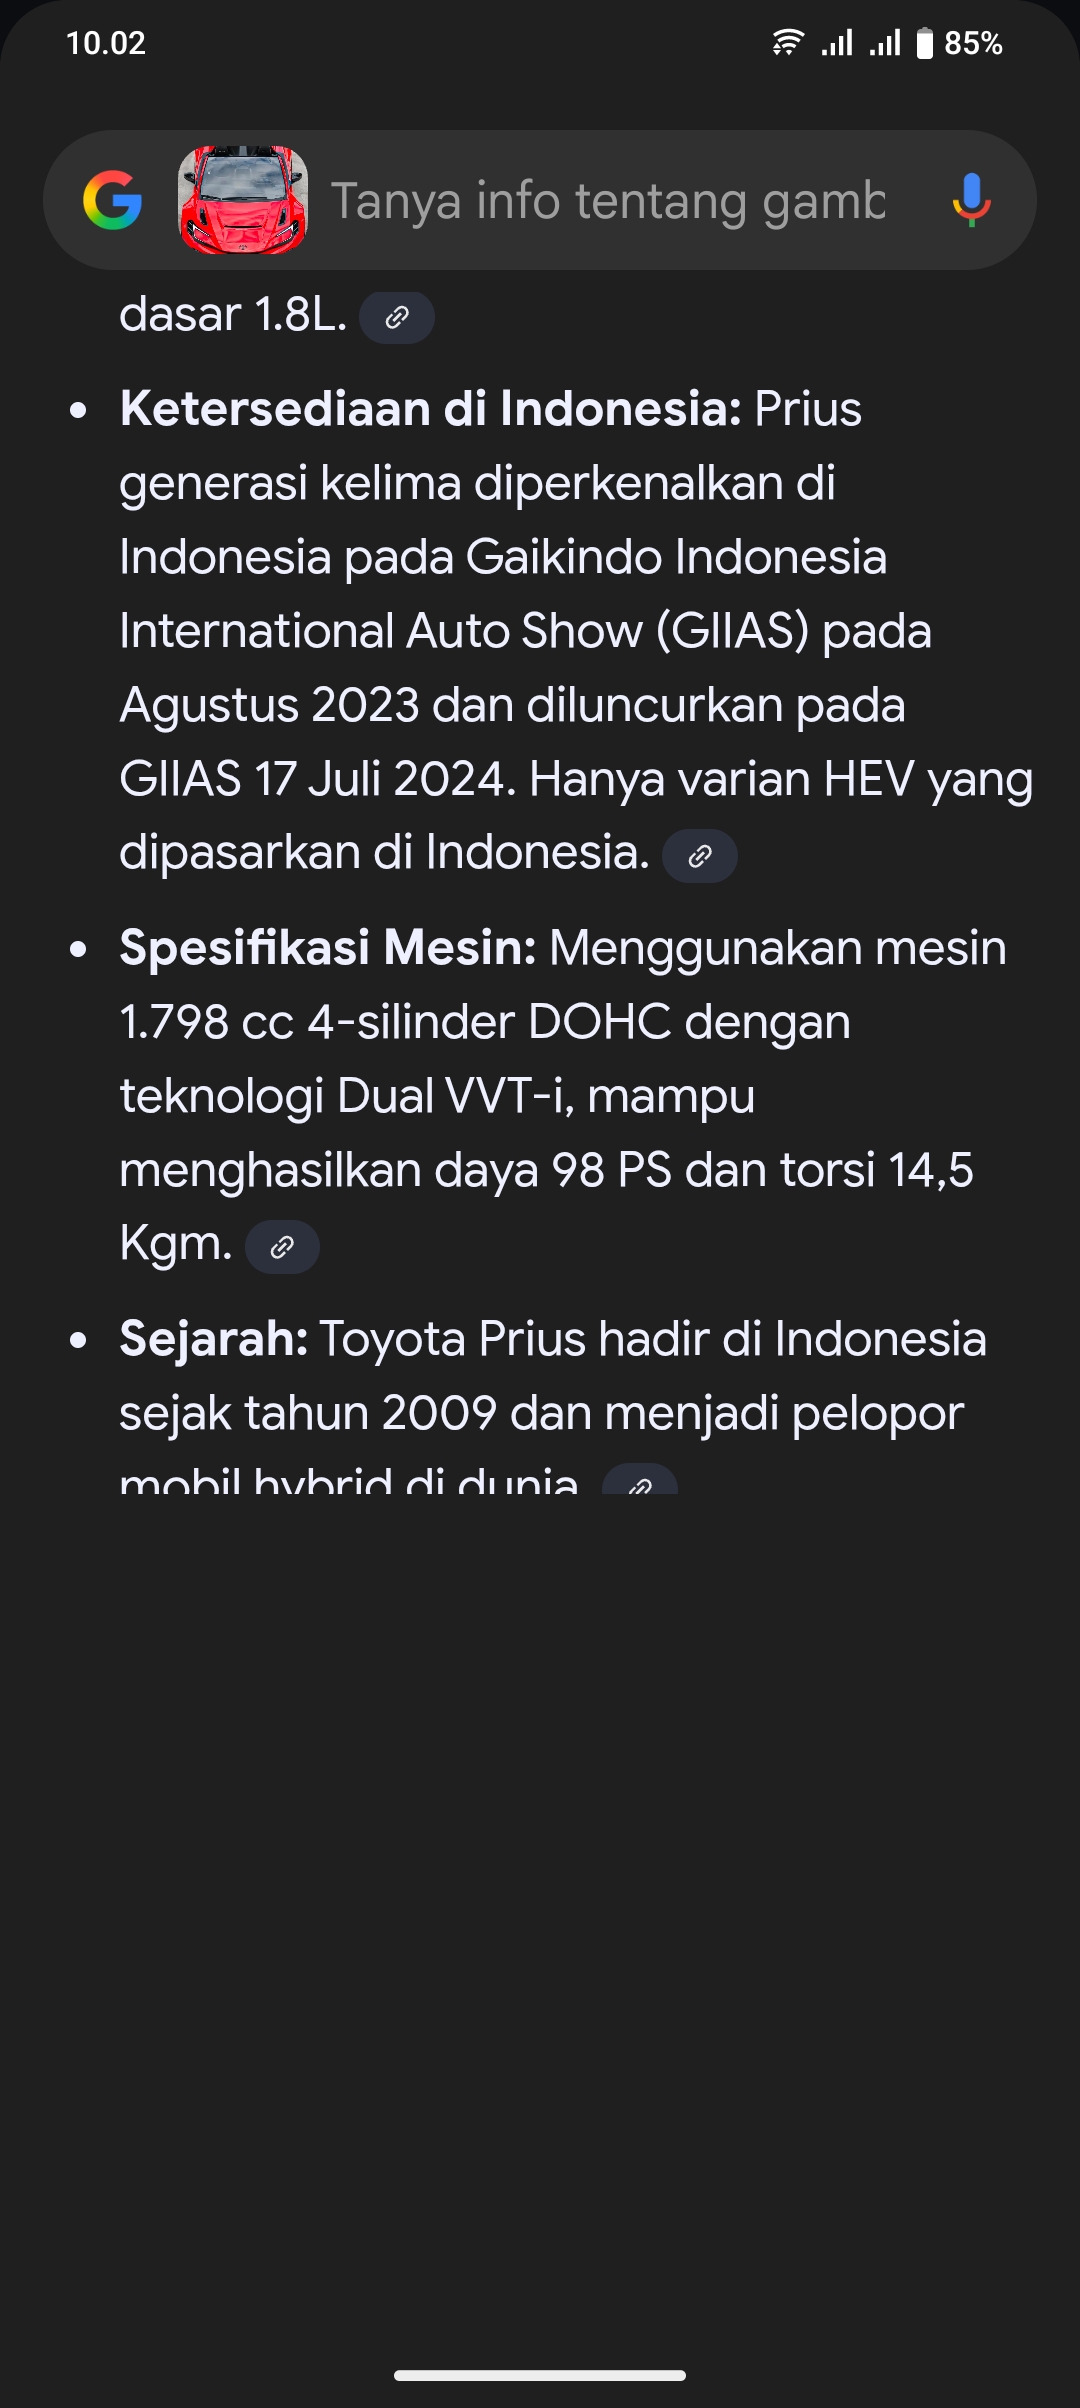 10.02
85%
Tanya info tentang gamb
dasar 1.8L.
• Ketersediaan di Indonesia: Prius
generasi kelima diperkenalkan di
Indonesia pada Gaikindo Indonesia
International Auto Show (GIIAS) pada
Agustus 2023 dan diluncurkan pada
GIIAS 17 Juli 2024. Hanya varian HEV yang
dipasarkan di Indonesia.
• Spesifikasi Mesin: Menggunakan mesin
1.798 cc 4-silinder DOHC dengan
teknologi Dual VVT-i, mampu
menghasilkan daya 98 PS dan torsi 14,5
Kgm.
• Sejarah: Toyota Prius hadir di Indonesia
sejak tahun 2009 dan menjadi pelopor
mobil hybrid di dunia